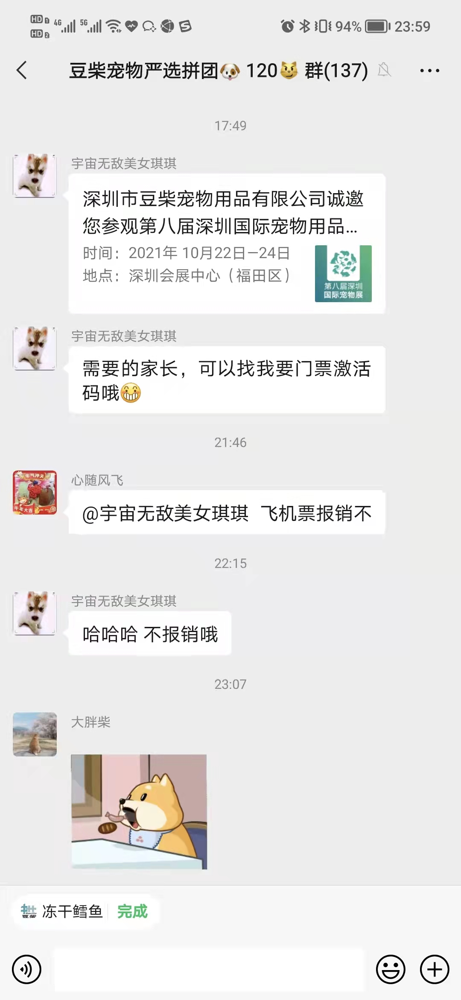 HD 1 4G 5G 94% 23:59
HD 2
豆柴宠物严选拼团🐶 120😼 群(137)
17:49
宇宙无敌美女琪琪
深圳市豆柴宠物用品有限公司诚邀
您参观第八届深圳国际宠物用品...
时间：2021年 10月22日—24日
地点：深圳会展中心（福田区）
第八届深圳
国际宠物展
宇宙无敌美女琪琪
需要的家长，可以找我要门票激活
码哦😁
21:46
牛气冲天
牛年大吉
心随风飞
@宇宙无敌美女琪琪 飞机票报销不
22:15
宇宙无敌美女琪琪
哈哈哈 不报销哦
23:07
大胖柴
豆柴
冻干鳕鱼 完成